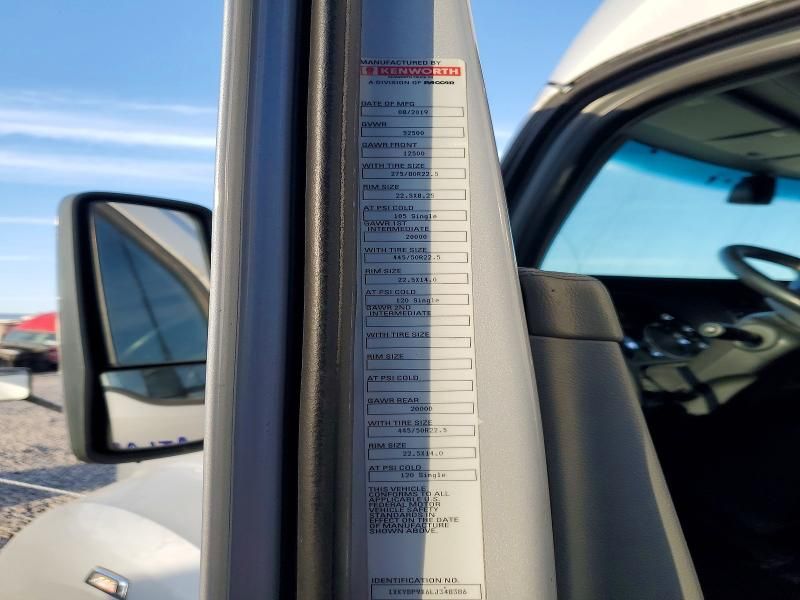 MANUFACTURED BY
KENWORTH
A DIVISION OF PACCAR
DATE OF MFG
08/2019
GVWR
52500
GAWR FRONT
12500
WITH TIRE SIZE
275/80R22.5
RIM SIZE
22.5X8.25
AT PSI COLD
105 Single
GAWR 1ST
INTERMEDIATE
20000
WITH TIRE SIZE
445/50R22.5
RIM SIZE
22.5X14.0
AT PSI COLD
120 Single
GAWR 2ND
INTERMEDIATE
WITH TIRE SIZE
RIM SIZE
AT PSI COLD
GAWR REAR
20000
WITH TIRE SIZE
445/50R22.5
RIM SIZE
22.5X14.0
AT PSI COLD
120 Single
THIS VEHICLE
CONFORMS TO ALL
APPLICABLE U.S.
FEDERAL MOTOR
VEHICLE SAFETY
STANDARDS IN
EFFECT ON THE DATE
OF MANUFACTURE
SHOWN ABOVE.
IDENTIFICATION NO.